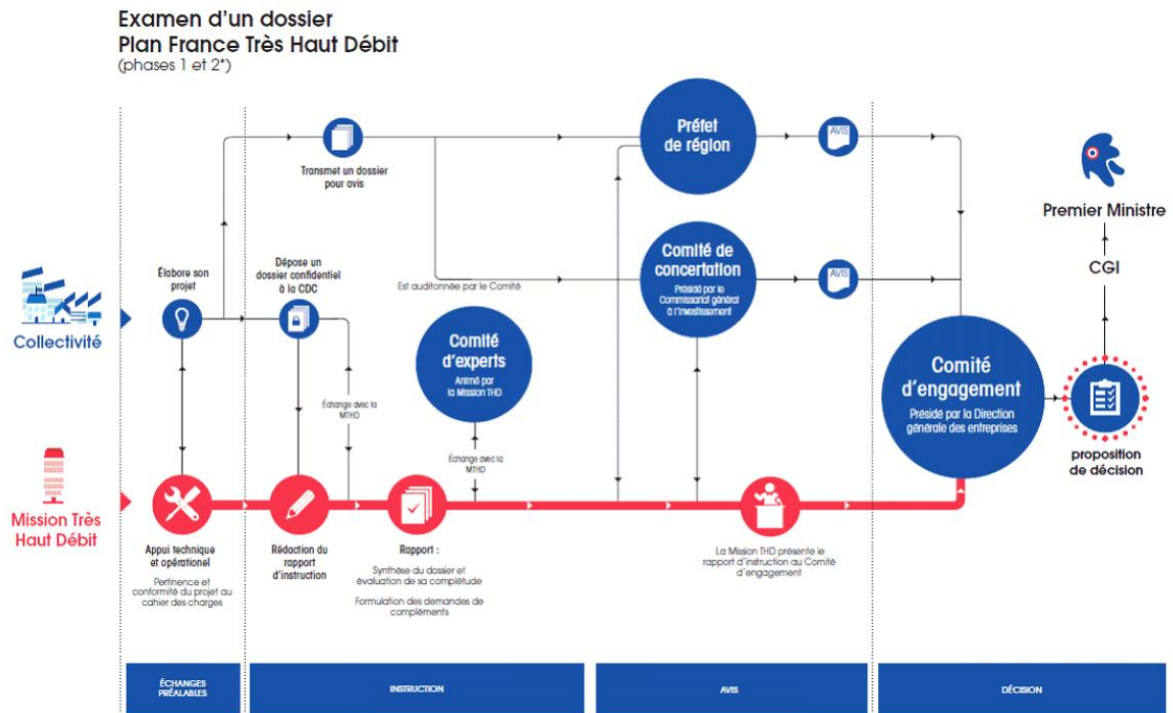 Examen d'un dossier
Plan France Très Haut Débit
(phases 1 et 2*)
Transmet un dossier
pour avis
Préfet
de région
AVIS
Premier Ministre
CGI
Élabore son
projet
Dépose un
dossier confidentiel
à la CDC
Est auditonnée par le Comité
Comité de
concertation
Présidé par le
Commissariat général
à l'Investissement
AVIS
Collectivité
Comité
d'experts
Animé par
la Mission THD
Échange avec la
MTHD
Échange avec la
MTHD
Comité
d'engagement
Présidé par la Direction
générale des entreprises
proposition
de décision
Mission Très
Haut Débit
Appui technique
et opérationel
Pertinence et
conformité du projet au
cahier des charges
Rédaction du
rapport
d'instruction
Rapport :
Synthèse du dossier et
évaluation de sa complétude
Formulation des demandes de
compléments
La Mission THD présente le
rapport d'instruction au Comité
d'engagement
ÉCHANGES
PRÉALABLES
INSTRUCTION
AVIS
DÉCISION